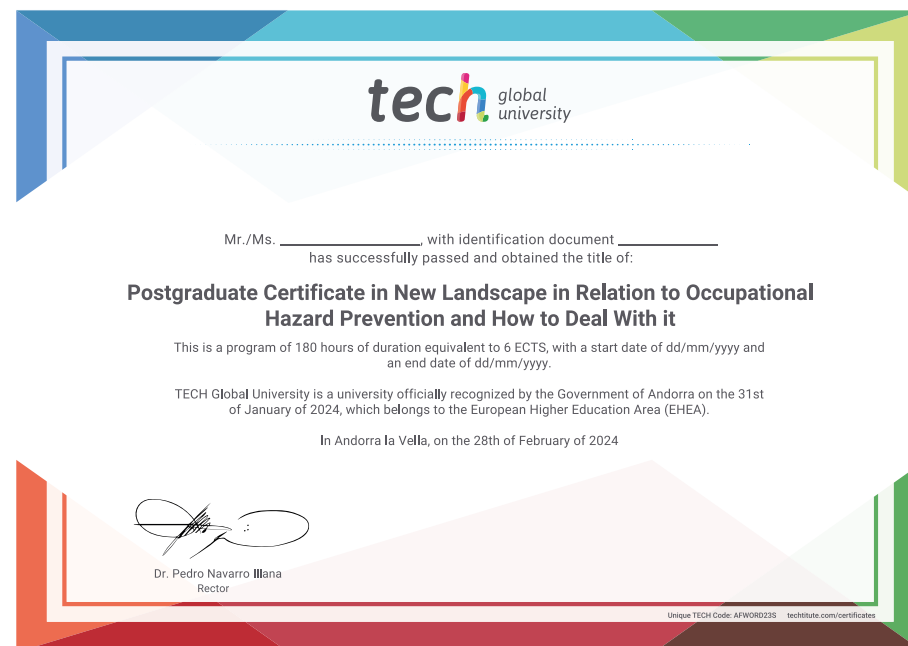 tech global
university
Mr./Ms. ____________, with identification document ____________
has successfully passed and obtained the title of:
Postgraduate Certificate in New Landscape in Relation to Occupational
Hazard Prevention and How to Deal With it
This is a program of 180 hours of duration equivalent to 6 ECTS, with a start date of dd/mm/yyyy and
an end date of dd/mm/yyyy.
TECH Global University is a university officially recognized by the Government of Andorra on the 31st
of January of 2024, which belongs to the European Higher Education Area (EHEA).
In Andorra la Vella, on the 28th of February of 2024
Dr. Pedro Navarro Illana
Rector
Unique TECH Code: AFWORD23S techtitute.com/certificates